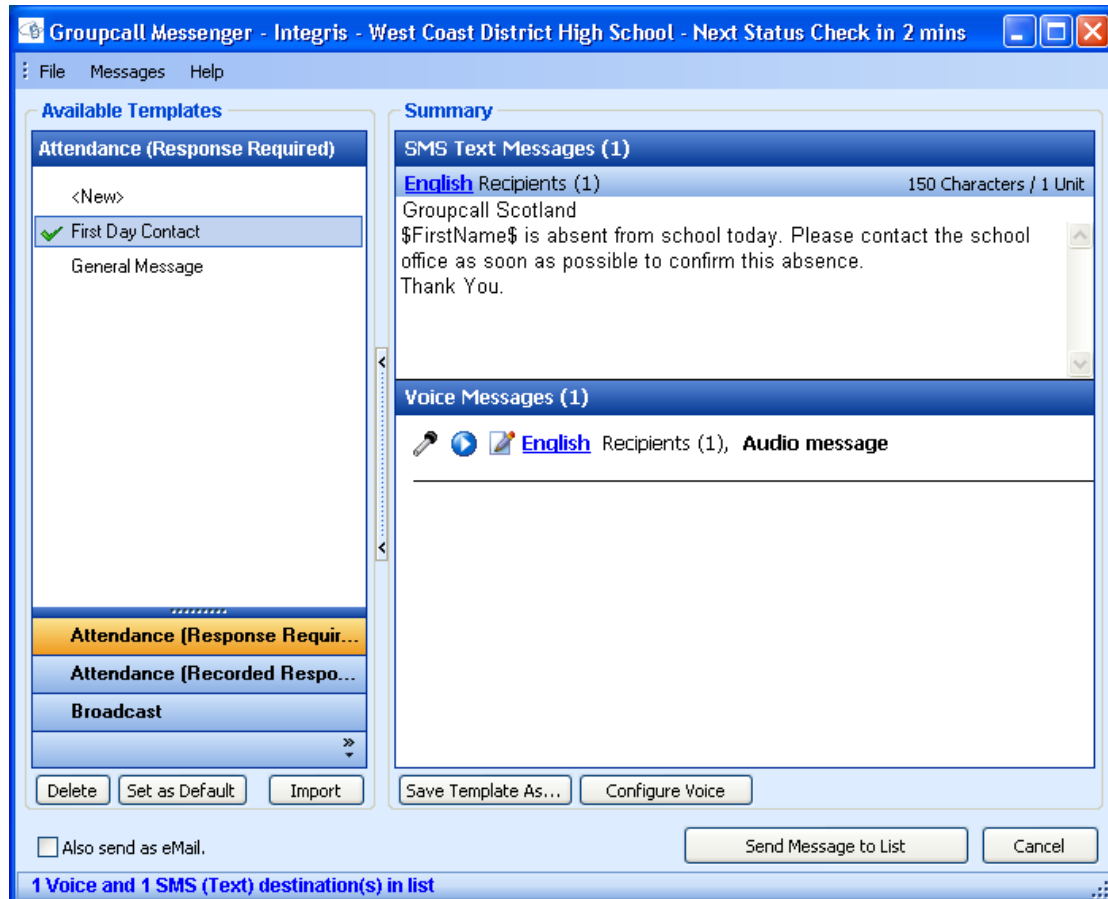 Groupcall Messenger - Integris - West Coast District High School - Next Status Check in 2 mins
File Messages Help
Available Templates
Attendance (Response Required)
<New>
First Day Contact
General Message
Attendance (Response Requir...
Attendance (Recorded Respo...
Broadcast
Delete Set as Default Import
Summary
SMS Text Messages (1)
English Recipients (1) 150 Characters / 1 Unit
Groupcall Scotland
$FirstName$ is absent from school today. Please contact the school
office as soon as possible to confirm this absence.
Thank You.
Voice Messages (1)
English Recipients (1), Audio message
Save Template As... Configure Voice
Also send as eMail.
Send Message to List Cancel
1 Voice and 1 SMS (Text) destination(s) in list